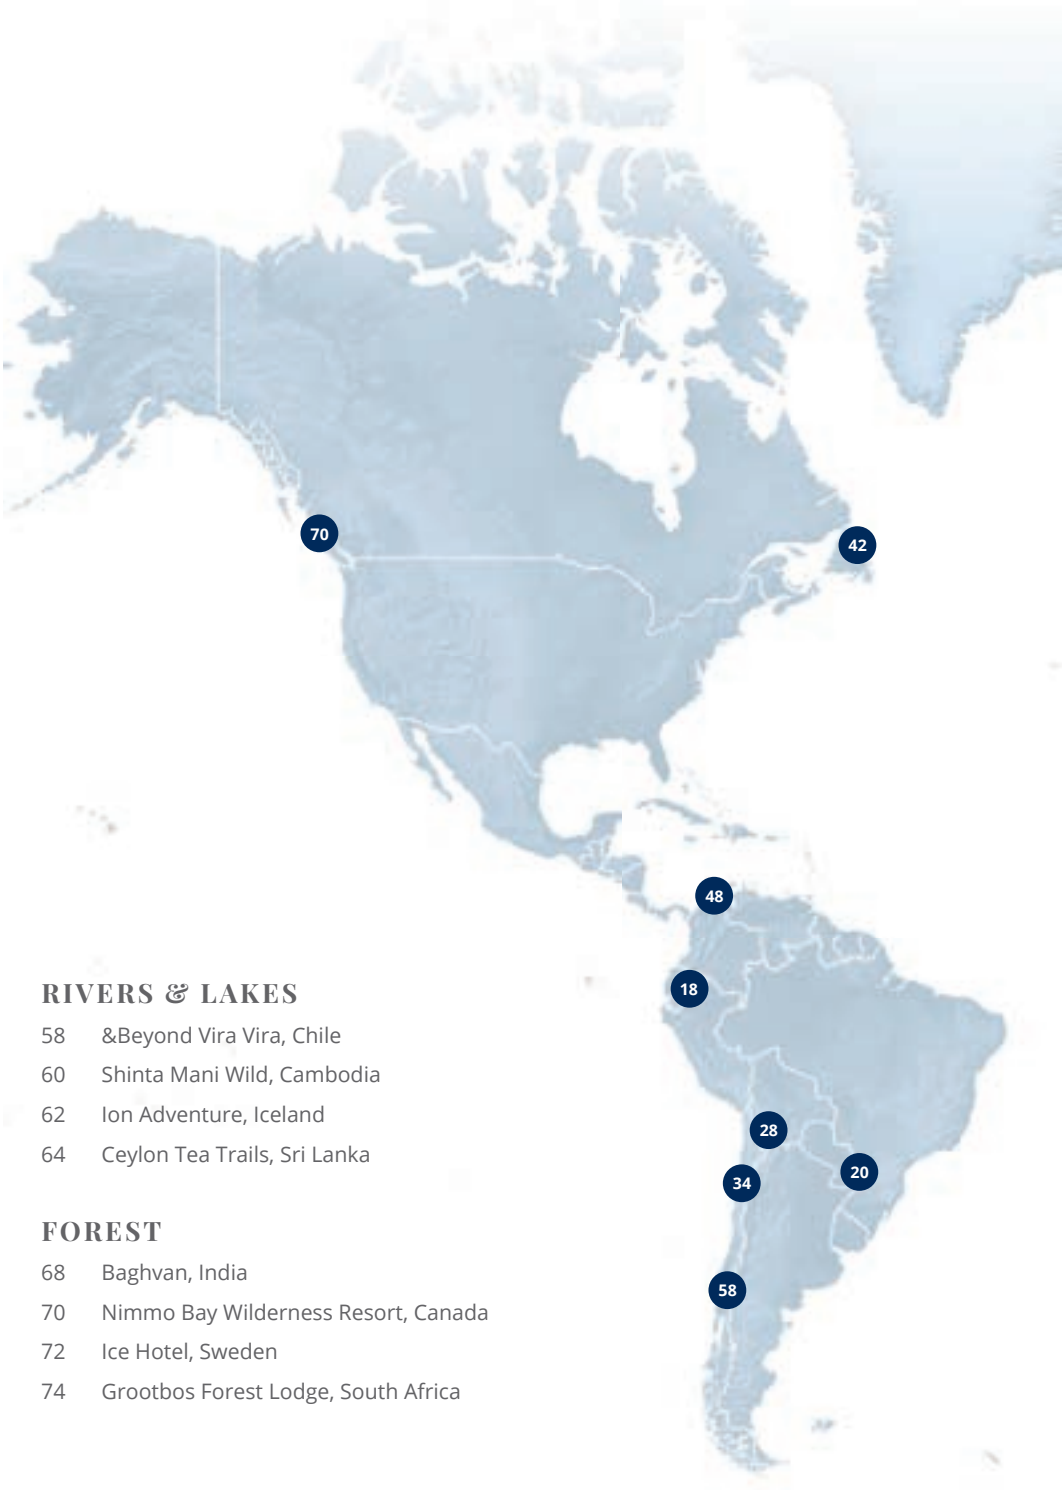 70
42
48
18
28
20
34
58
RIVERS & LAKES
58 &Beyond Vira Vira, Chile
60 Shinta Mani Wild, Cambodia
62 Ion Adventure, Iceland
64 Ceylon Tea Trails, Sri Lanka
FOREST
68 Baghvan, India
70 Nimmo Bay Wilderness Resort, Canada
72 Ice Hotel, Sweden
74 Grootbos Forest Lodge, South Africa